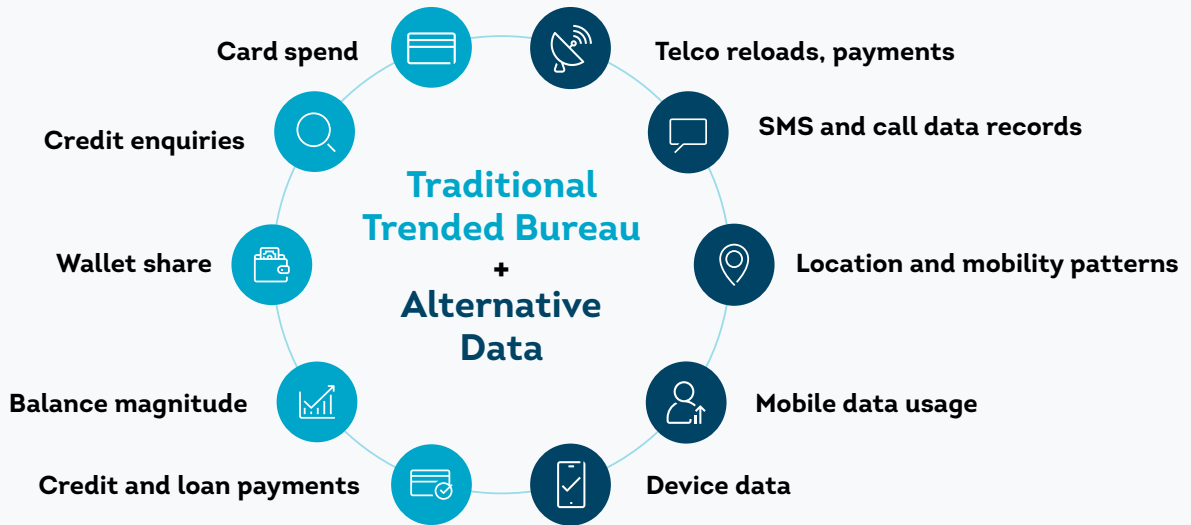 Card spend
Telco reloads, payments
Credit enquiries
SMS and call data records
Traditional
Trended Bureau
+
Alternative
Data
Wallet share
Location and mobility patterns
Balance magnitude
Mobile data usage
Credit and loan payments
Device data